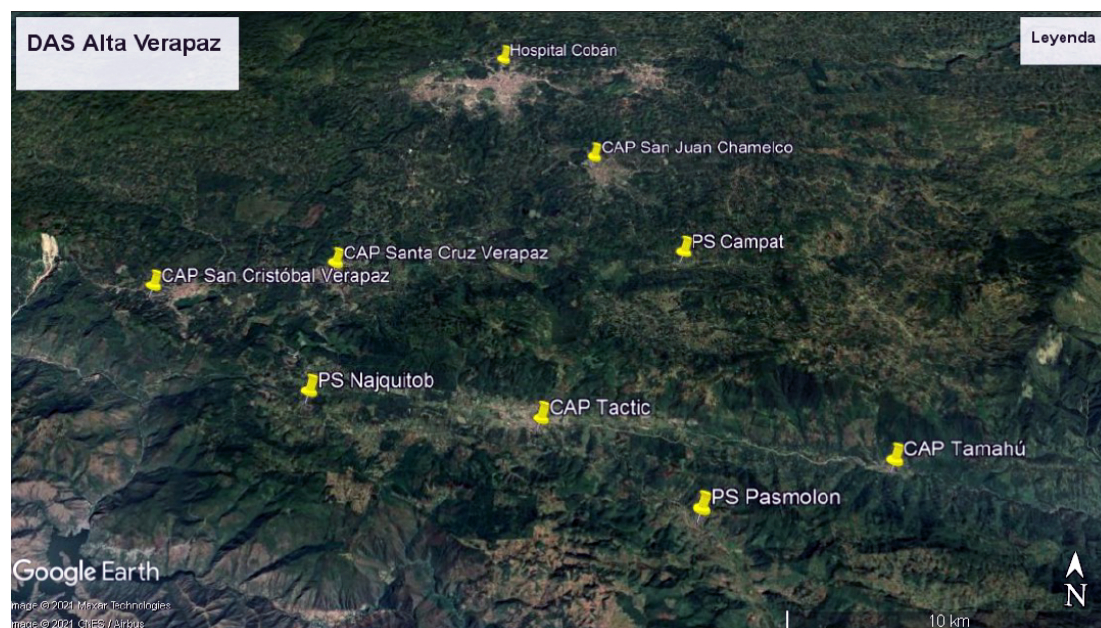 DAS Alta Verapaz
Leyenda
Hospital Cobán
CAP San Juan Chamelco
PS Campat
CAP Santa Cruz Verapaz
CAP San Cristóbal Verapaz
PS Najquitob
CAP Tactic
CAP Tamahú
PS Pasmolon
Google Earth
N
Image © 2021 Maxar Technologies
Image © 2021 CNES / Airbus
10 km